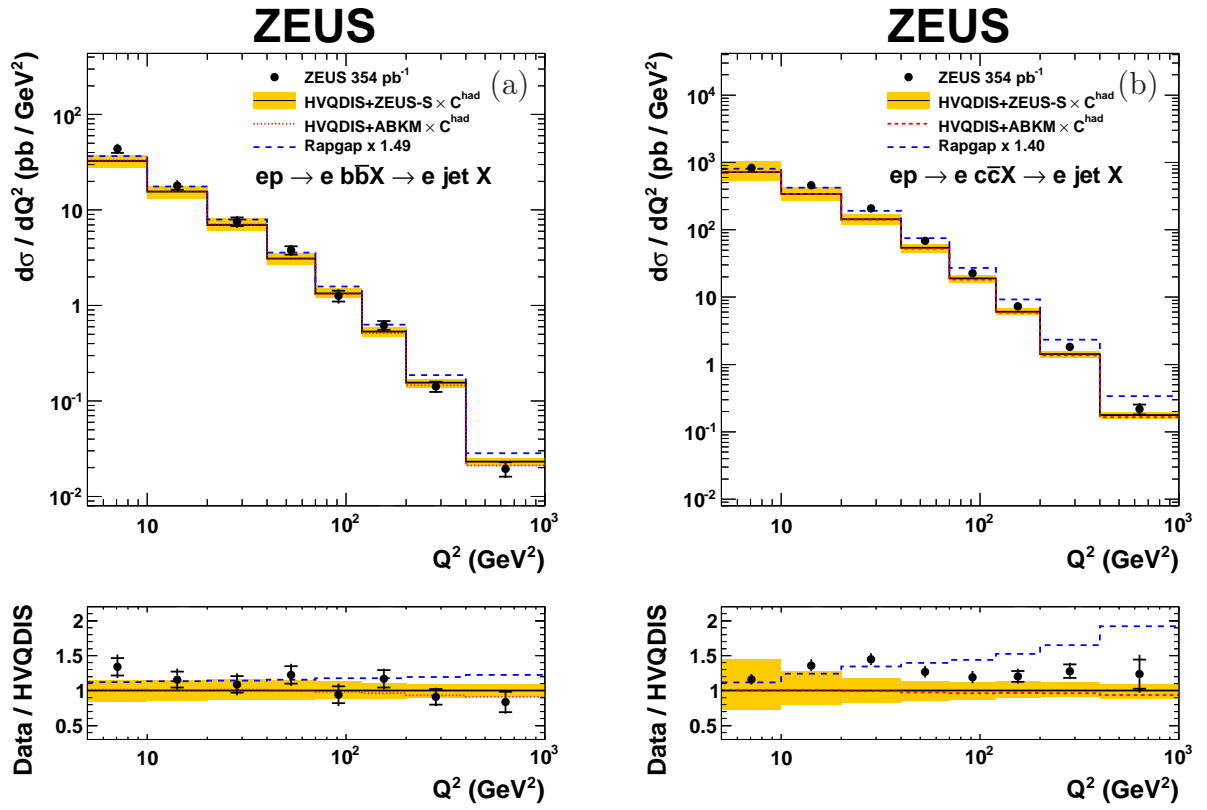 ZEUS
dσ / dQ² (pb / GeV²)
(a)
ZEUS 354 pb⁻¹
HVQDIS+ZEUS-S × C^had
HVQDIS+ABKM × C^had
Rapgap x 1.49
ep → e bb̅X → e jet X
10²
10
1
10⁻¹
10⁻²
10
10²
10³
Q² (GeV²)
Data / HVQDIS
2
1.5
1
0.5
10
10²
10³
Q² (GeV²)
ZEUS
dσ / dQ² (pb / GeV²)
(b)
ZEUS 354 pb⁻¹
HVQDIS+ZEUS-S × C^had
HVQDIS+ABKM × C^had
Rapgap x 1.40
ep → e cc̅X → e jet X
10⁴
10³
10²
10
1
10⁻¹
10⁻²
10
10²
10³
Q² (GeV²)
Data / HVQDIS
2
1.5
1
0.5
10
10²
10³
Q² (GeV²)